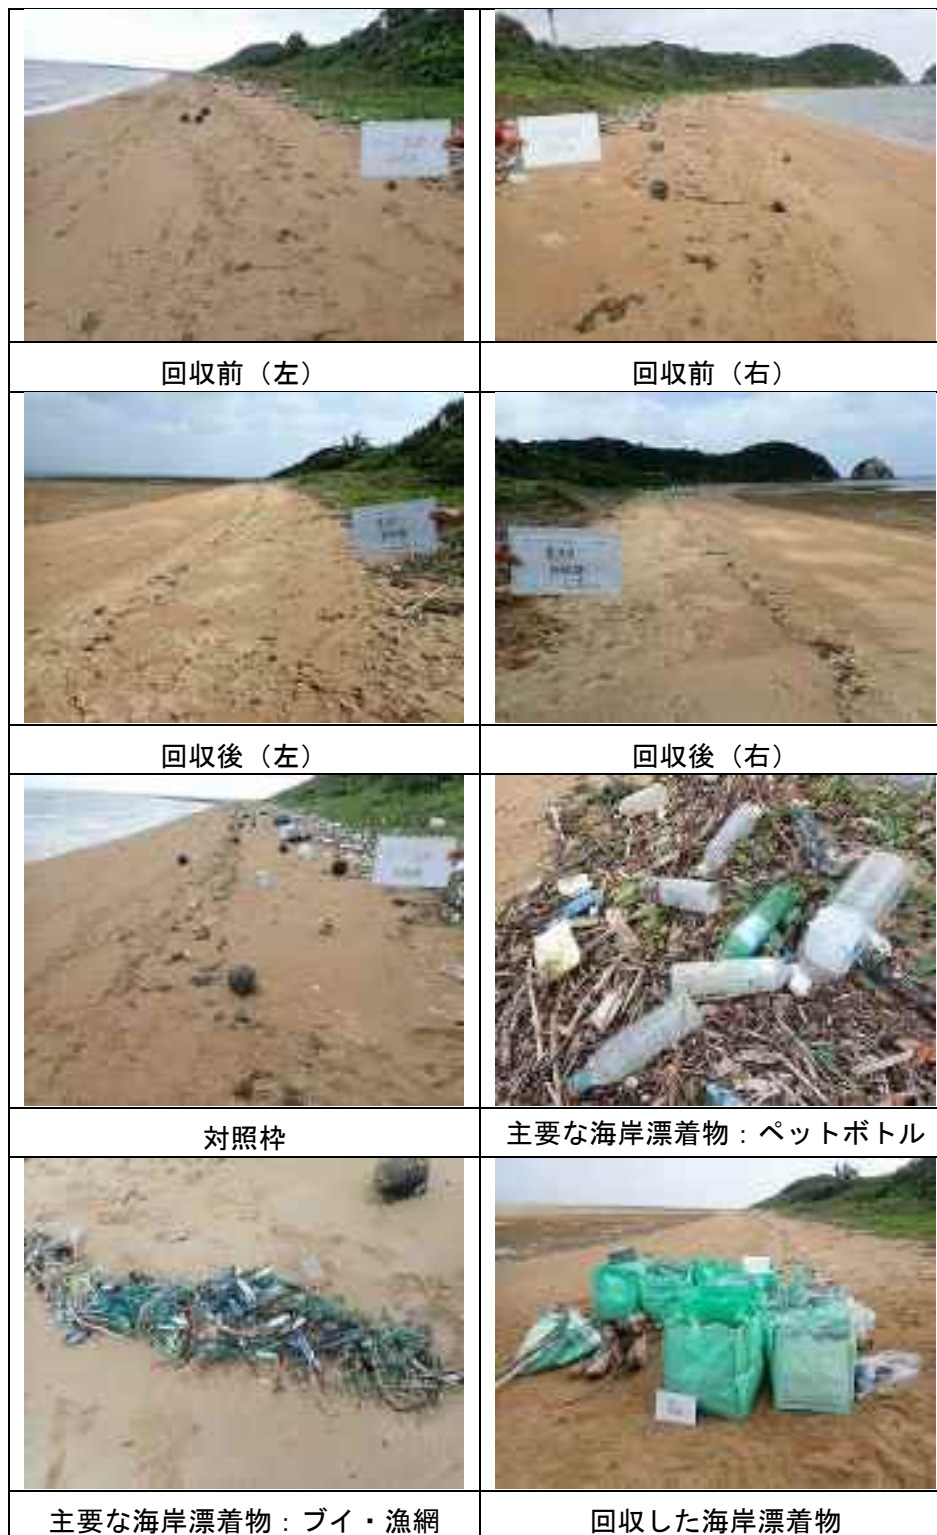 回収前（左）
回収前（右）
回収後（左）
回収後（右）
対照枠
主要な海岸漂着物：ペットボトル
主要な海岸漂着物：ブイ・漁網
回収した海岸漂着物